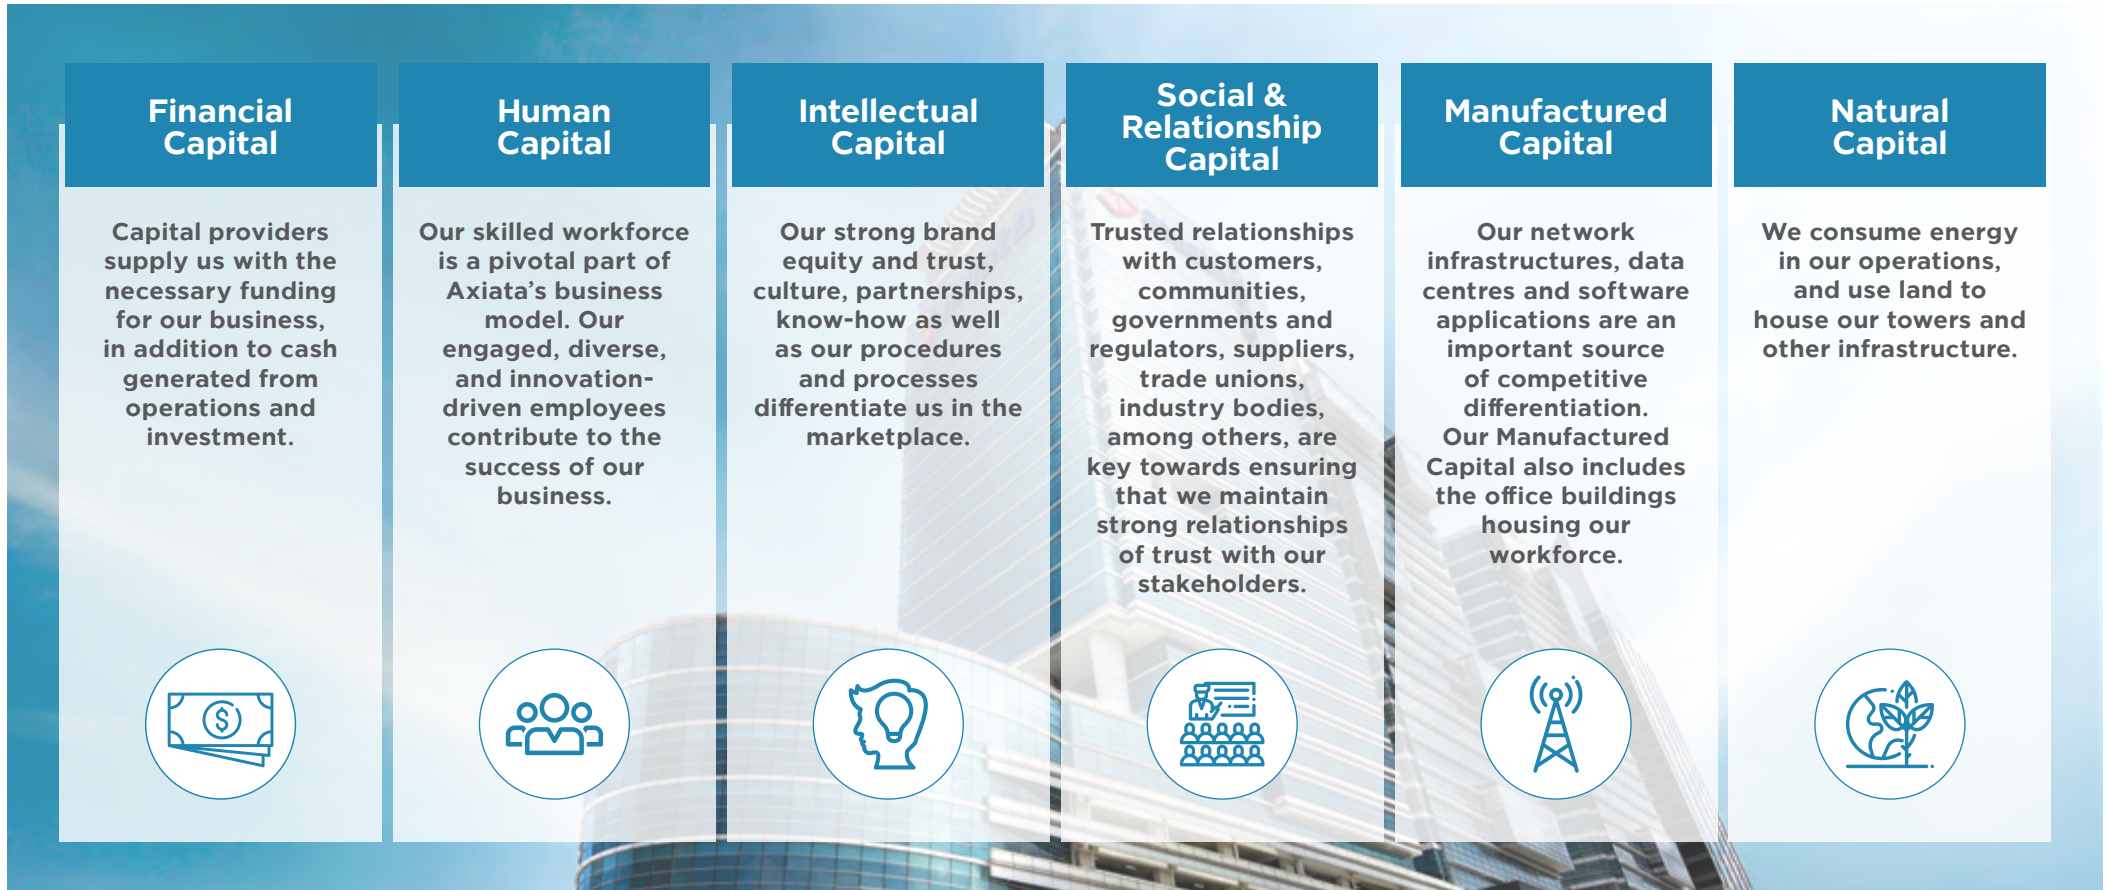 Financial
Capital
Capital providers
supply us with the
necessary funding
for our business,
in addition to cash
generated from
operations and
investment.
Human
Capital
Our skilled workforce
is a pivotal part of
Axiata’s business
model. Our
engaged, diverse,
and innovation-
driven employees
contribute to the
success of our
business.
Intellectual
Capital
Our strong brand
equity and trust,
culture, partnerships,
know-how as well
as our procedures
and processes
differentiate us in the
marketplace.
Social &
Relationship
Capital
Trusted relationships
with customers,
communities,
governments and
regulators, suppliers,
trade unions,
industry bodies,
among others, are
key towards ensuring
that we maintain
strong relationships
of trust with our
stakeholders.
Manufactured
Capital
Our network
infrastructures, data
centres and software
applications are an
important source
of competitive
differentiation.
Our Manufactured
Capital also includes
the office buildings
housing our
workforce.
Natural
Capital
We consume energy
in our operations,
and use land to
house our towers and
other infrastructure.
$